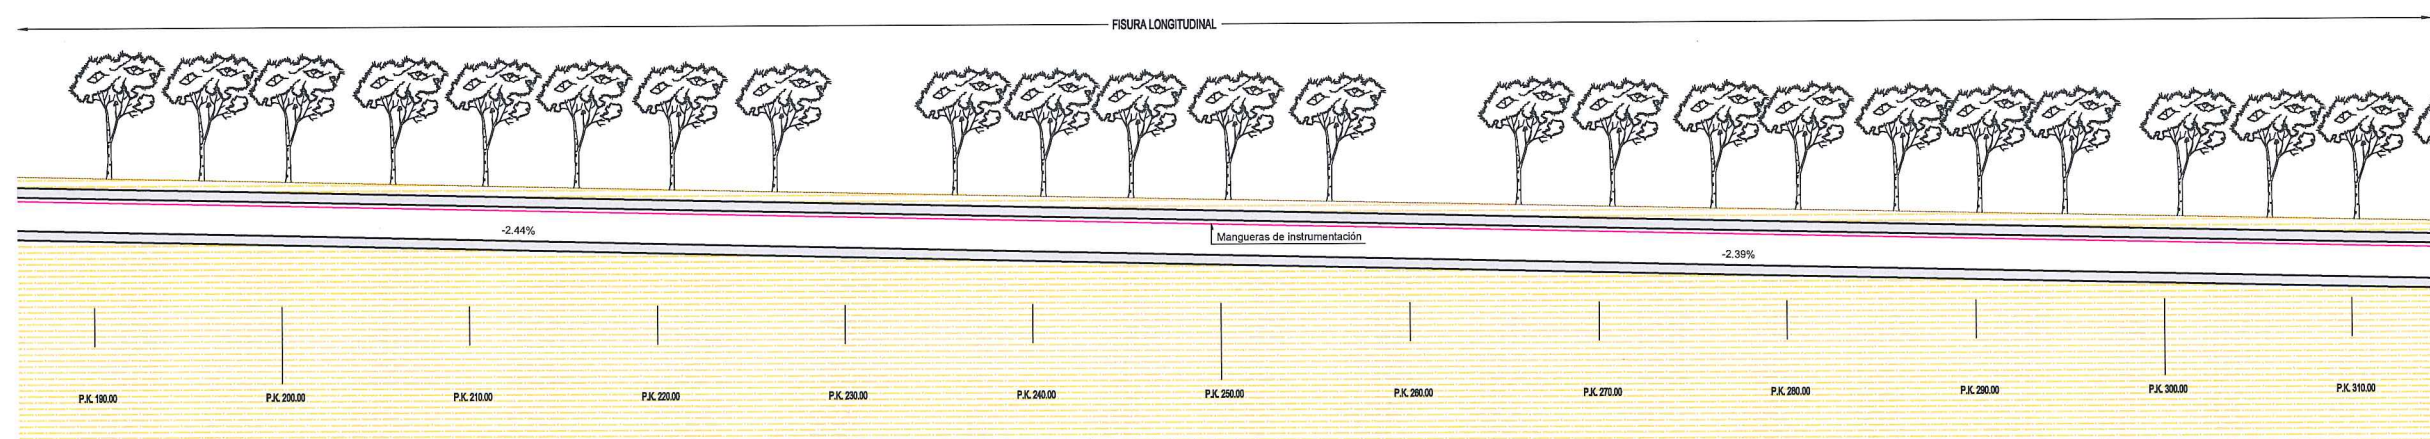 FISURA LONGITUDINAL
-2.44%
Mangueras de instrumentación
-2.39%
P.K. 190.00
P.K. 200.00
P.K. 210.00
P.K. 220.00
P.K. 230.00
P.K. 240.00
P.K. 250.00
P.K. 260.00
P.K. 270.00
P.K. 280.00
P.K. 290.00
P.K. 300.00
P.K. 310.00